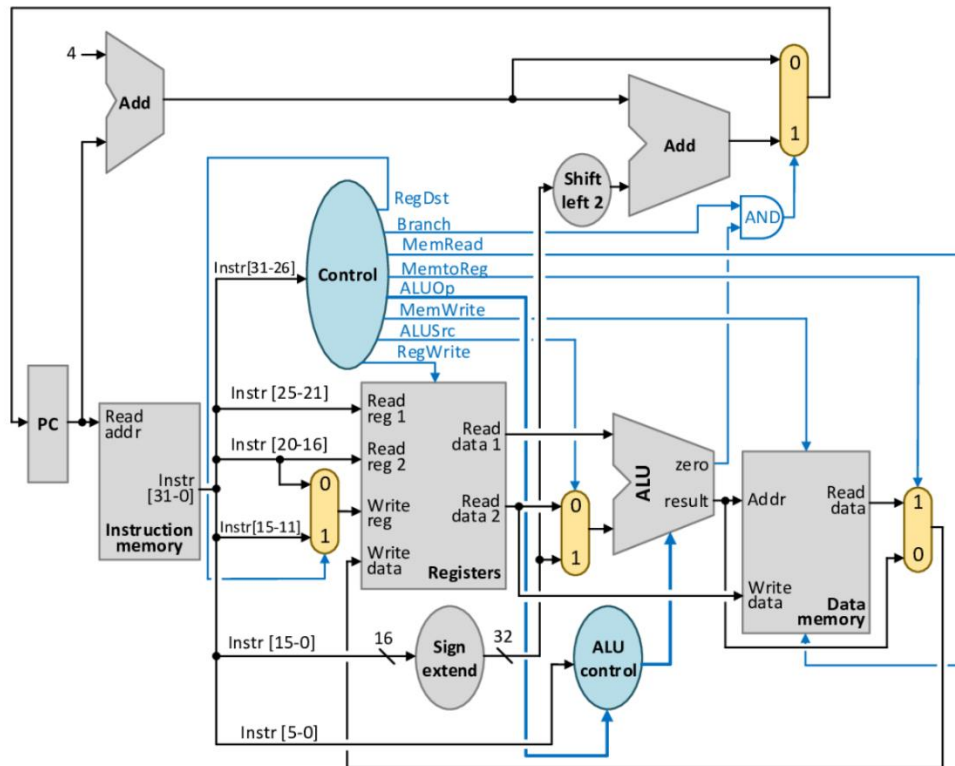 4
Add
0
1
Add
Shift
left 2
AND
RegDst
Branch
MemRead
MemtoReg
ALUOp
MemWrite
ALUSrc
RegWrite
Instr[31-26]
Control
PC
Read
addr
Instr
[31-0]
Instruction
memory
Instr [25-21]
Instr [20-16]
Instr[15-11]
0
1
Read
reg 1
Read
reg 2
Write
reg
Write
data
Read
data 1
Read
data 2
Registers
0
1
ALU
zero
result
Addr
Read
data
Write
data
Data
memory
1
0
Instr [15-0]
16
Sign
extend
32
ALU
control
Instr [5-0]